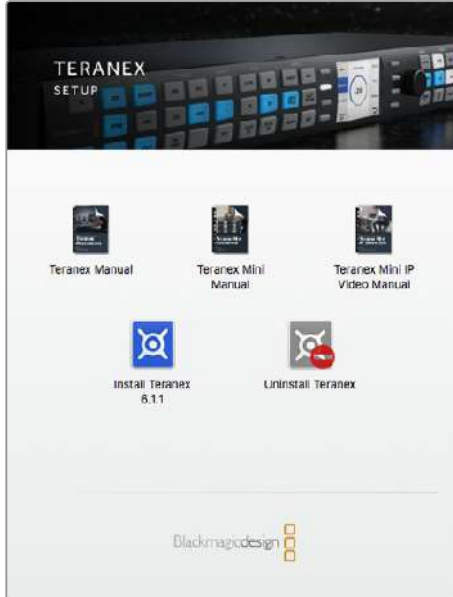 TERANEX
SETUP
Teranex Manual
Teranex Mini
Manual
Teranex Mini IP
Video Manual
Install Teranex
6.1.1
Uninstall Teranex
Blackmagicdesign